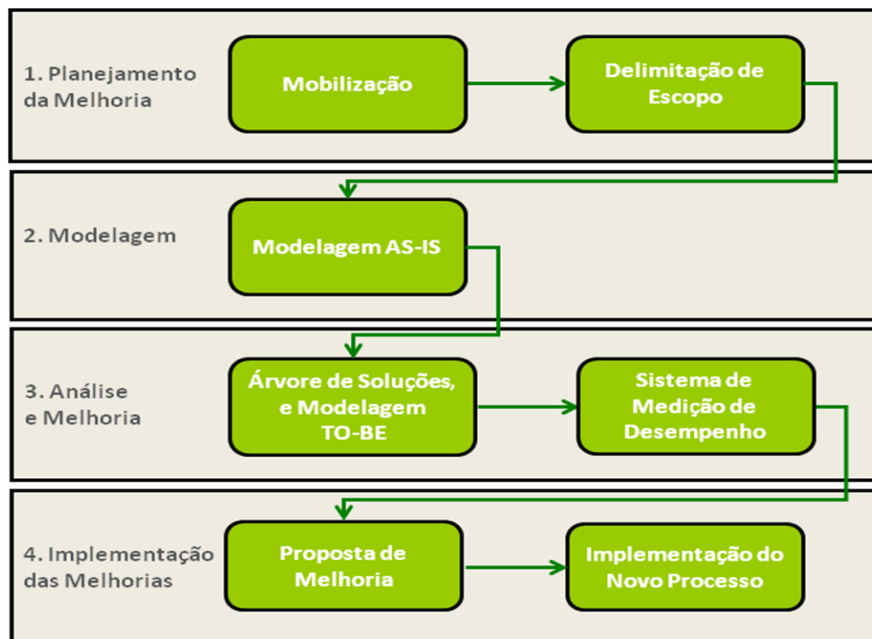 1. Planejamento
da Melhoria
Mobilização
Delimitação de
Escopo
2. Modelagem
Modelagem AS-IS
3. Análise
e Melhoria
Árvore de Soluções,
e Modelagem
TO-BE
Sistema de
Medição de
Desempenho
4. Implementação
das Melhorias
Proposta de
Melhoria
Implementação do
Novo Processo